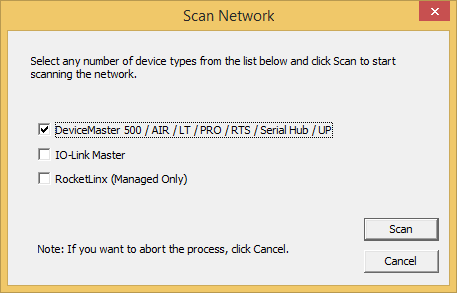 Scan Network
Select any number of device types from the list below and click Scan to start
scanning the network.
DeviceMaster 500 / AIR / LT / PRO / RTS / Serial Hub / UP
IO-Link Master
RocketLinx (Managed Only)
Scan
Note: If you want to abort the process, click Cancel.
Cancel